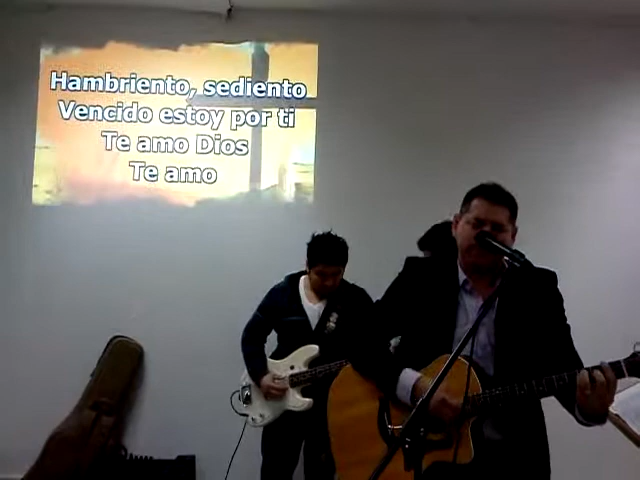 Hambriento, sediento
Vencido estoy por ti
Te amo Dios
Te amo